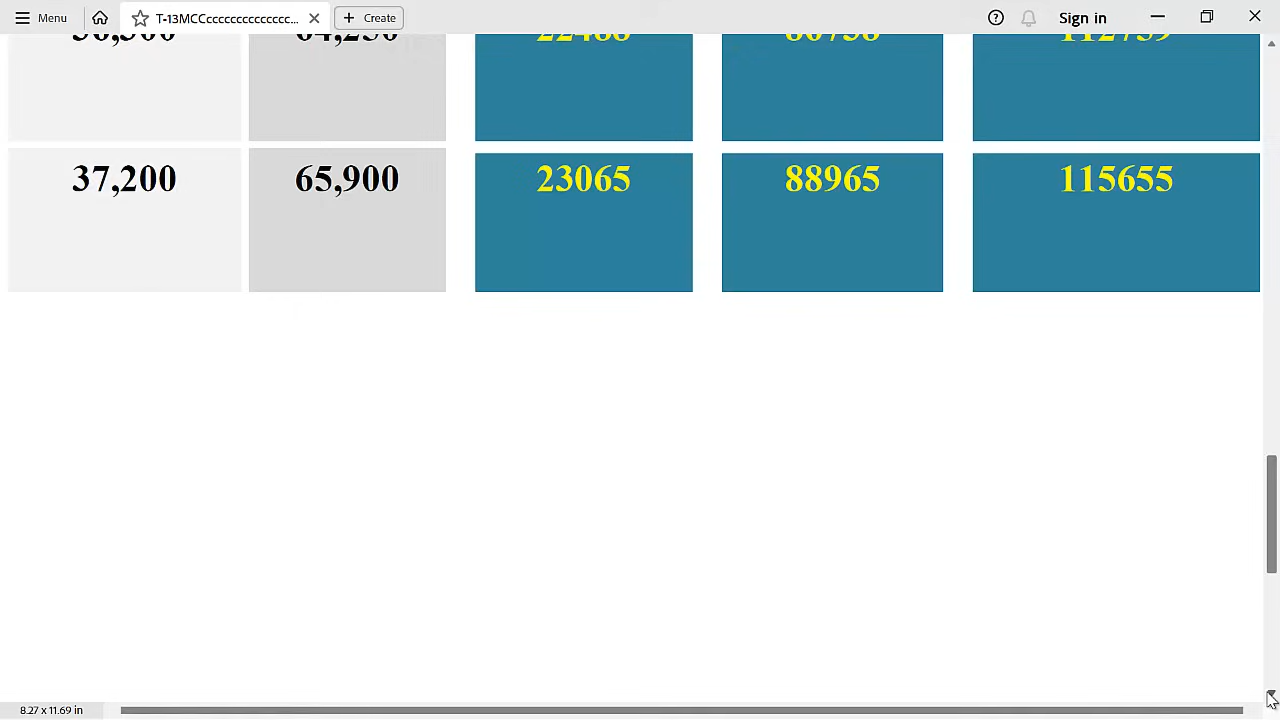 Menu
T-13MCCcccccccccccccc...
Create
Sign in
37,200 65,900 23065 88965 115655
8.27 x 11.69 in